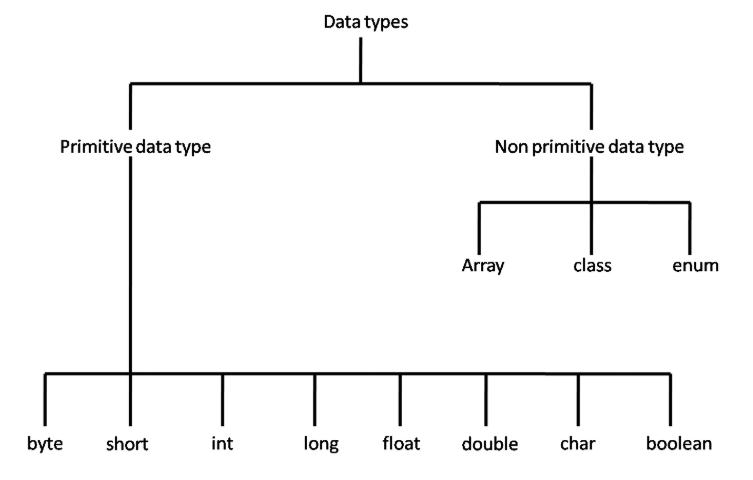 Data types
Primitive data type
Non primitive data type
Array
class
enum
byte
short
int
long
float
double
char
boolean